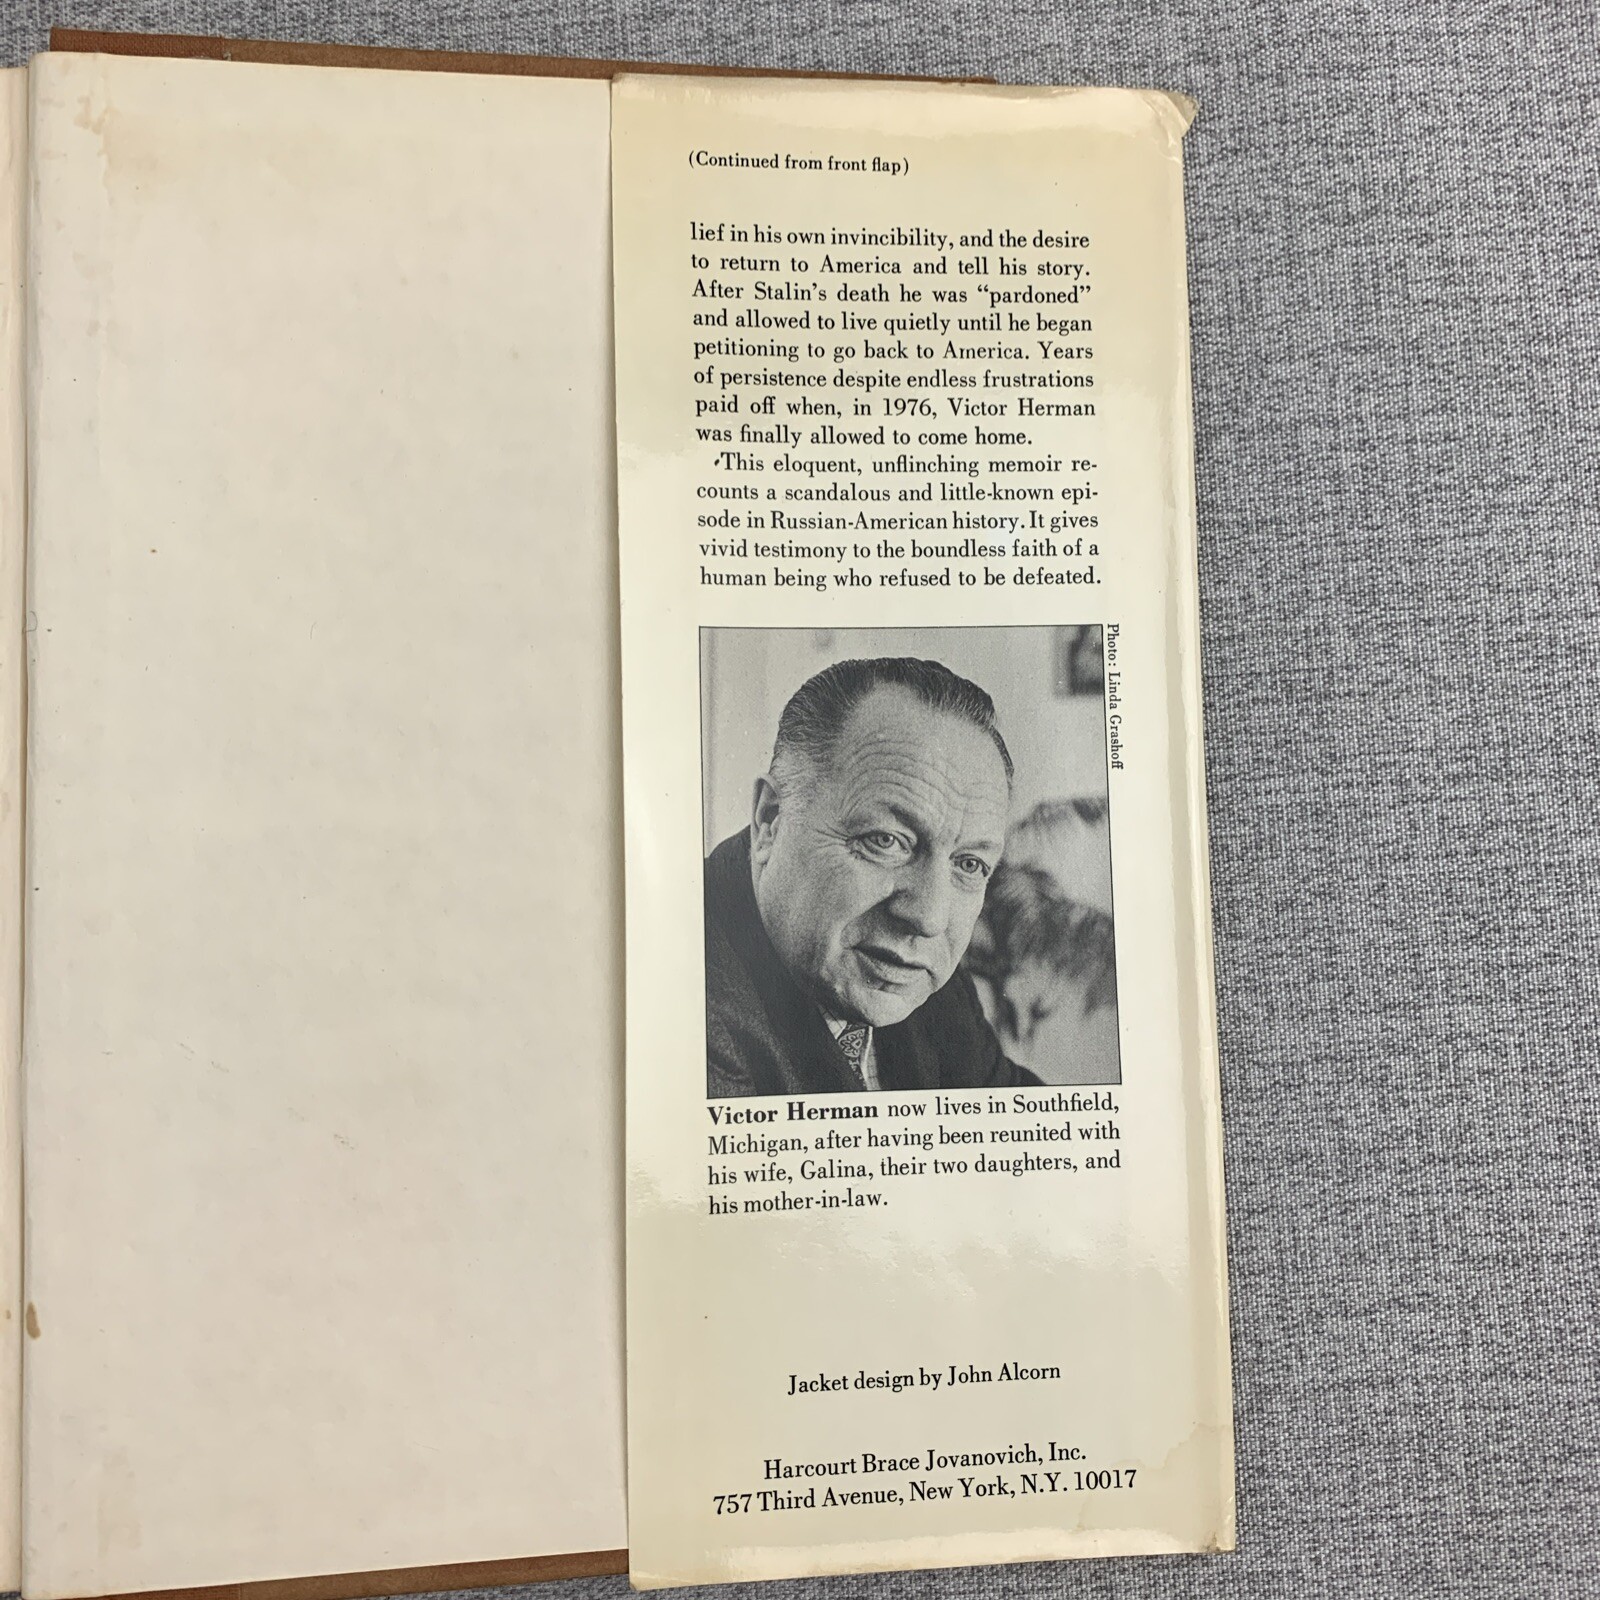 (Continued from front flap)
lief in his own invincibility, and the desire
to return to America and tell his story.
After Stalin's death he was “pardoned”
and allowed to live quietly until he began
petitioning to go back to America. Years
of persistence despite endless frustrations
paid off when, in 1976, Victor Herman
was finally allowed to come home.
This eloquent, unflinching memoir re-
counts a scandalous and little-known epi-
sode in Russian-American history. It gives
vivid testimony to the boundless faith of a
human being who refused to be defeated.
Photo: Linda Grashoff
Victor Herman now lives in Southfield,
Michigan, after having been reunited with
his wife, Galina, their two daughters, and
his mother-in-law.
Jacket design by John Alcorn
Harcourt Brace Jovanovich, Inc.
757 Third Avenue, New York, N.Y. 10017